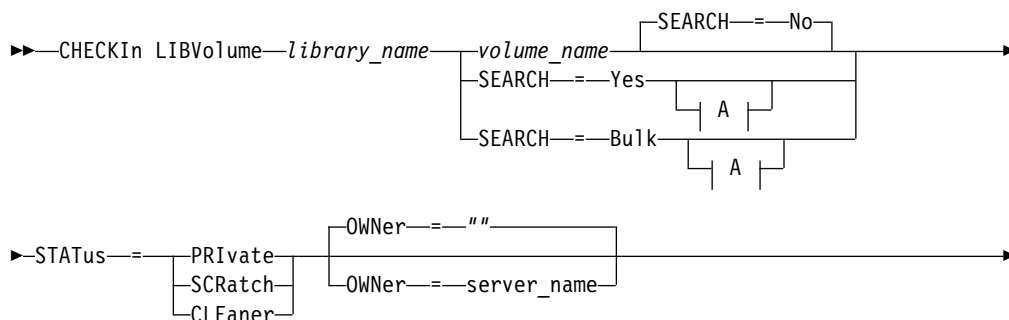 SEARCH = No
CHECKIn LIBVolume library_name volume_name
SEARCH = Yes
A
SEARCH = Bulk
A
OWNer = ""
STATus = PRIvate
SCRatch OWNer = server_name
CLEaner